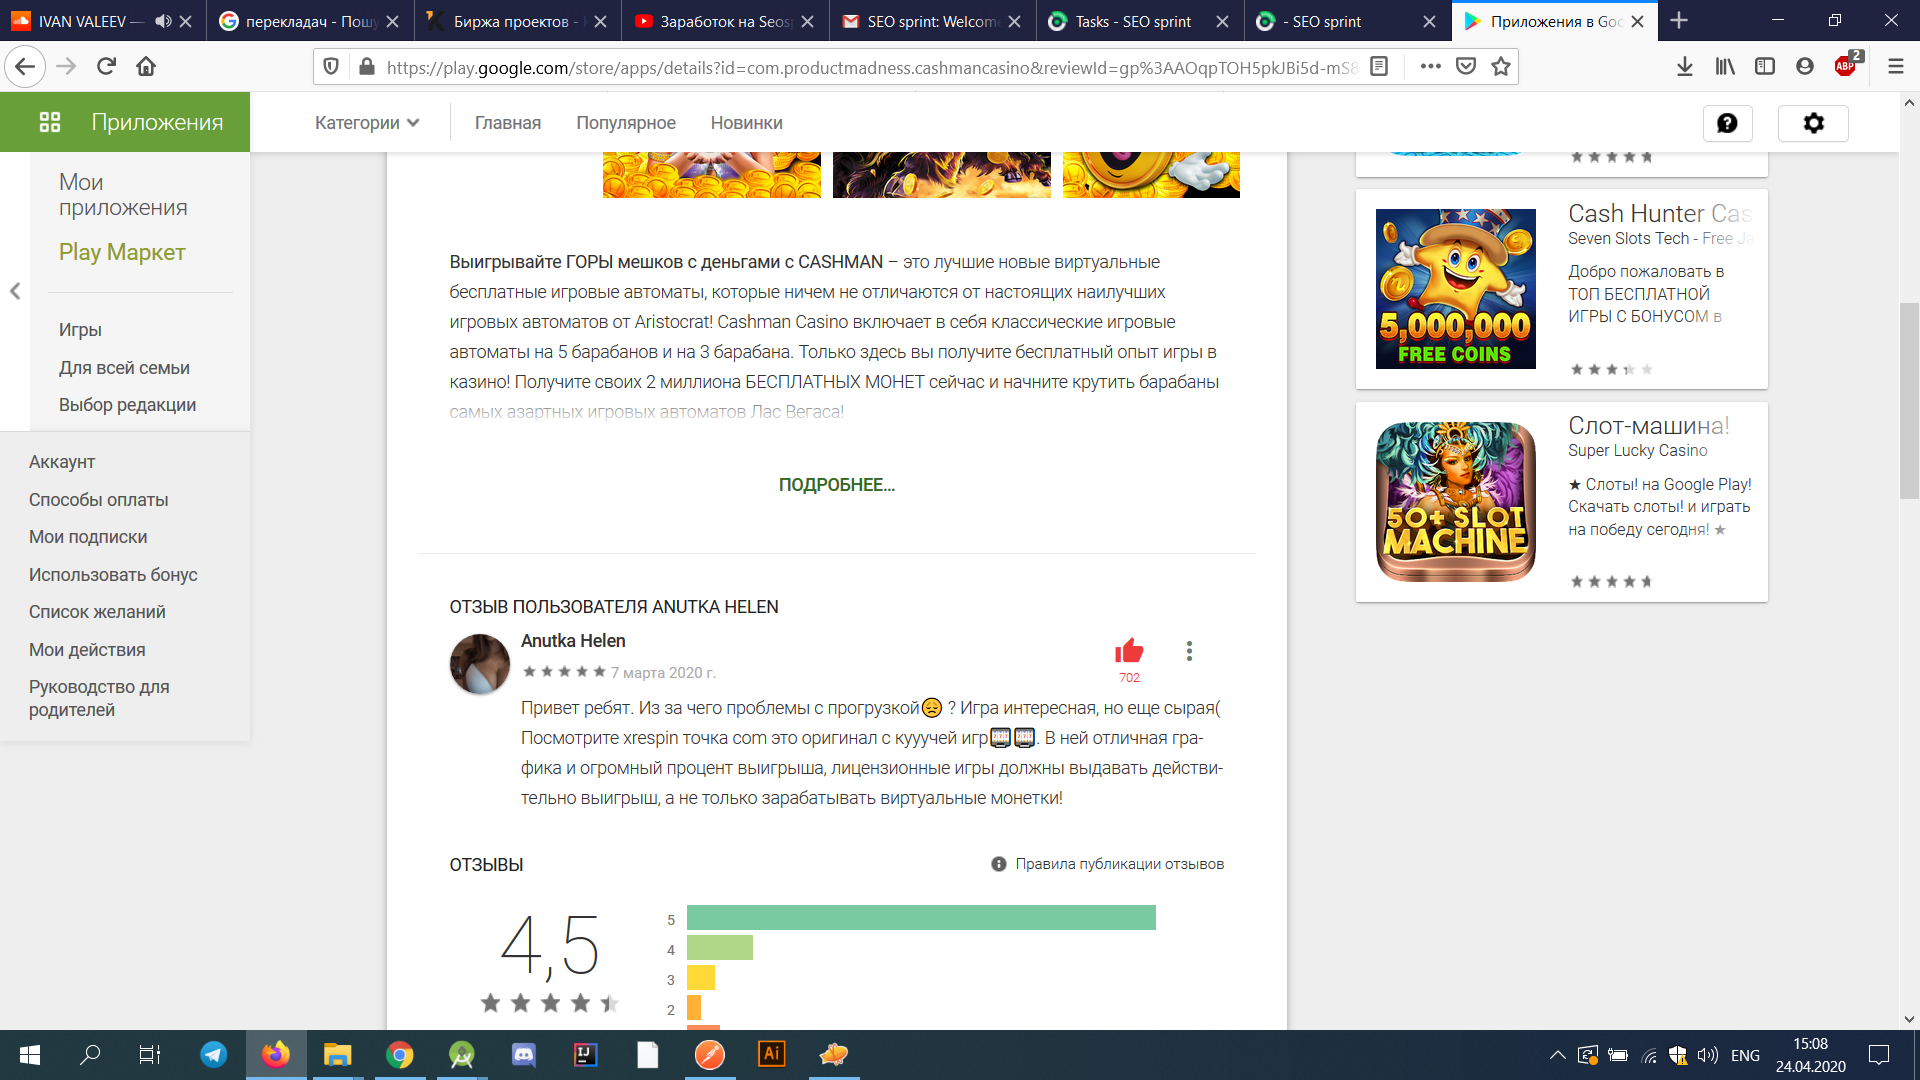 IVAN VALEEV —
перекладач - Пошу
Биржа проектов -
Заработок на Seosp
SEO sprint: Welcom
Tasks - SEO sprint
- SEO sprint
Приложения в Goo
https://play.google.com/store/apps/details?id=com.productmadness.cashmancasino&reviewId=gp%3AAOqpTOH5pkJBi5d-mS8
ABP
2
Приложения
Категории
Главная
Популярное
Новинки
Мои
приложения
Play Маркет
Игры
Для всей семьи
Выбор редакции
Аккаунт
Способы оплаты
Мои подписки
Использовать бонус
Список желаний
Мои действия
Руководство для
родителей
Выигрывайте ГОРЫ мешков с деньгами с CASHMAN – это лучшие новые виртуальные
бесплатные игровые автоматы, которые ничем не отличаются от настоящих наилучших
игровых автоматов от Aristocrat! Cashman Casino включает в себя классические игровые
автоматы на 5 барабанов и на 3 барабана. Только здесь вы получите бесплатный опыт игры в
казино! Получите своих 2 миллиона БЕСПЛАТНЫХ МОНЕТ сейчас и начните крутить барабаны
самых азартных игровых автоматов Лас Вегаса!
ПОДРОБНЕЕ...
ОТЗЫВ ПОЛЬЗОВАТЕЛЯ ANUTKA HELEN
Anutka Helen
7 марта 2020 г.
702
Привет ребят. Из за чего проблемы с прогрузкой😔 ? Игра интересная, но еще сырая(
Посмотрите xrespin точка com это оригинал с кууучей игр🎰🎰. В ней отличная гра-
фика и огромный процент выигрыша, лицензионные игры должны выдавать действи-
тельно выигрыш, а не только зарабатывать виртуальные монетки!
ОТЗЫВЫ
Правила публикации отзывов
4,5
5
4
3
2
Cash Hunter Cas
Seven Slots Tech - Free Ja
Добро пожаловать в
ТОП БЕСПЛАТНОЙ
ИГРЫ С БОНУСОМ в
5,000,000
FREE COINS
Слот-машина!
Super Lucky Casino
★ Слоты! на Google Play!
Скачать слоты! и играть
на победу сегодня! ★
50+ SLOT
MACHINE
IJ
Ai
ENG
15:08
24.04.2020